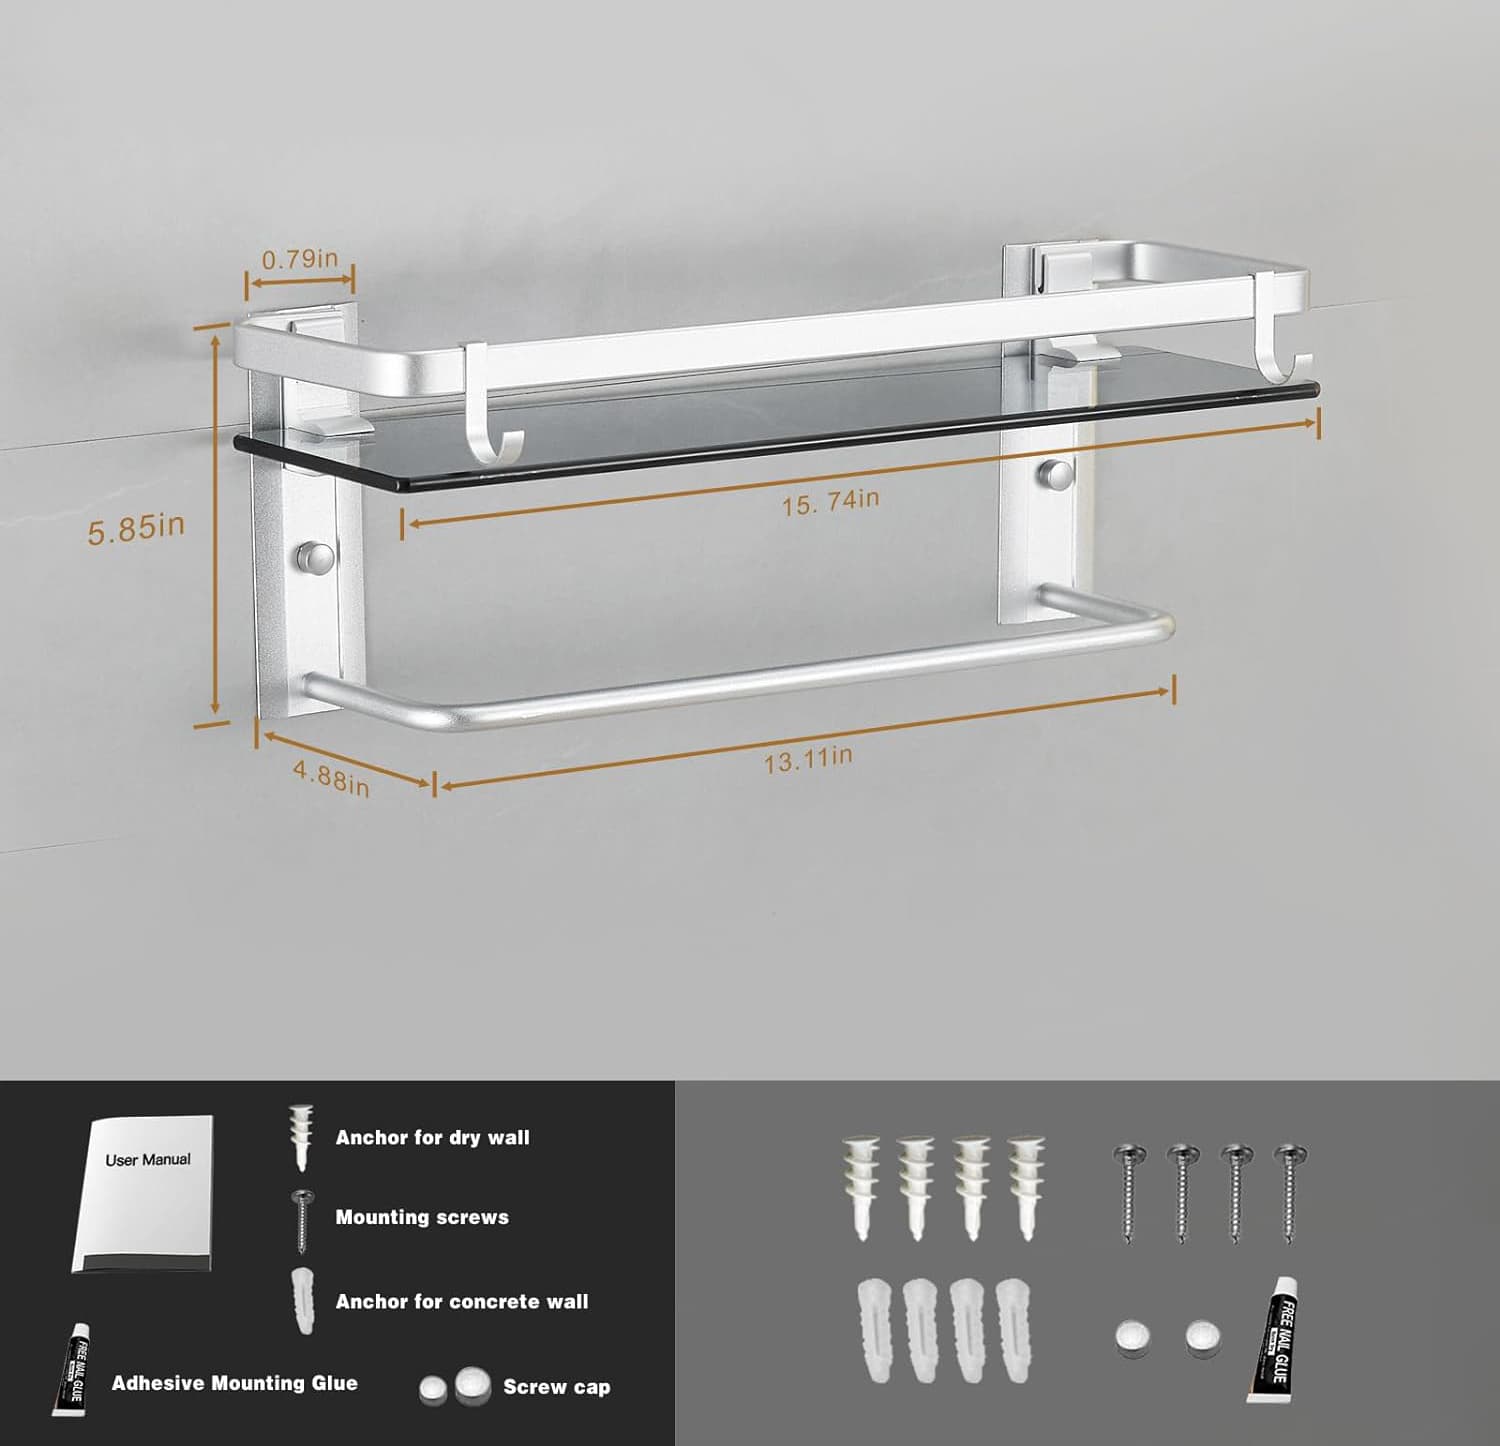 0.79in
5.85in
15. 74in
4.88in
13.11in
User Manual
Anchor for dry wall
Mounting screws
Anchor for concrete wall
Adhesive Mounting Glue
Screw cap
FREE NAIL GLUE
FREE NAIL GLUE